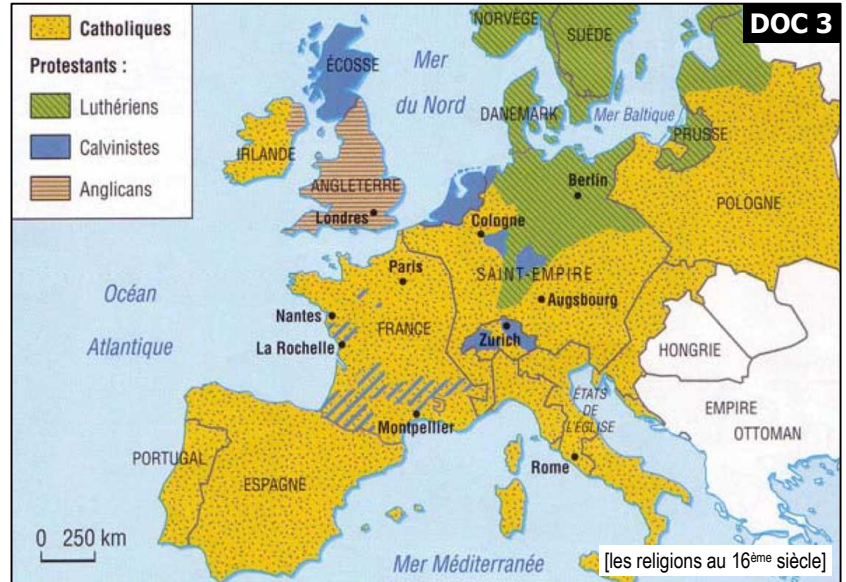 DOC 3
Catholiques
Protestants :
Luthériens
Calvinistes
Anglicans
NORVÈGE
SUÈDE
ÉCOSSE
Mer
du Nord
DANEMARK
Mer Baltique
PRUSSE
IRLANDE
ANGLETERRE
Londres
Berlin
Cologne
POLOGNE
SAINT-EMPIRE
Paris
Augsbourg
Océan
Atlantique
Nantes
FRANCE
La Rochelle
Zurich
HONGRIE
ÉTATS
DE
L'ÉGLISE
EMPIRE
OTTOMAN
Montpellier
PORTUGAL
ESPAGNE
Rome
0 250 km
Mer Méditerranée
[les religions au 16ème siècle]